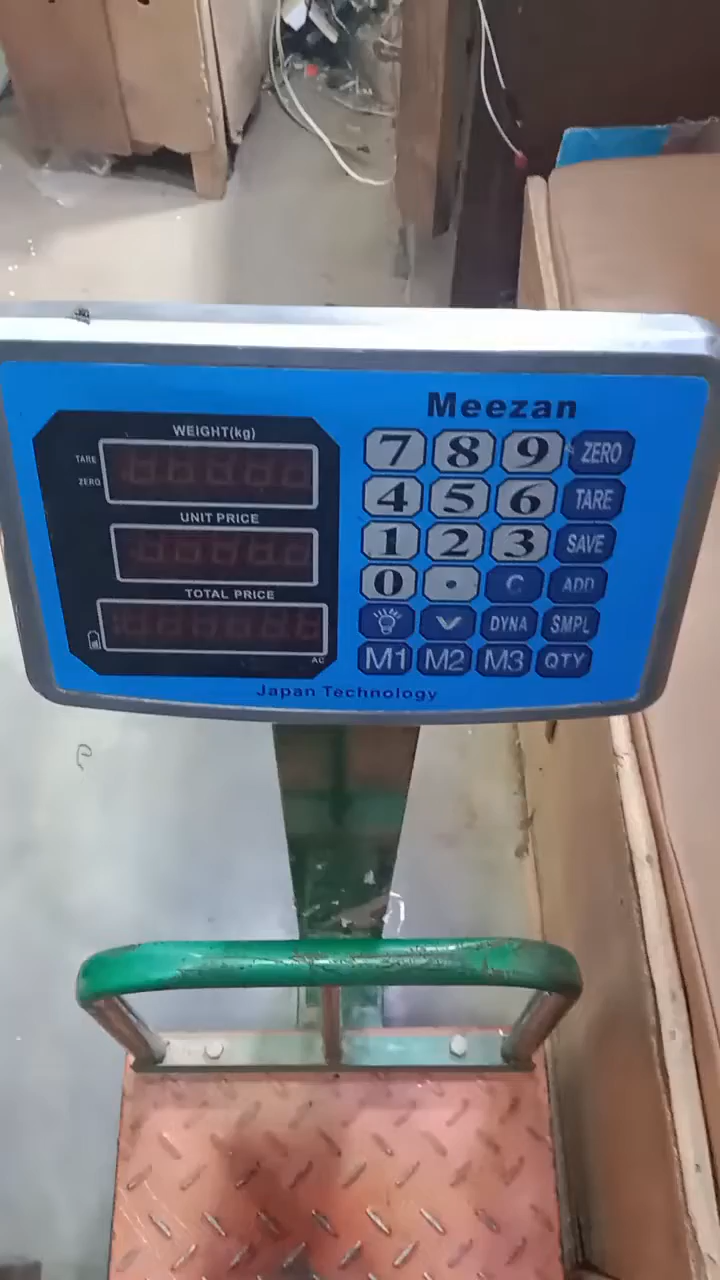 Meezan
WEIGHT(kg)
TARE
ZERO
UNIT PRICE
TOTAL PRICE
AC
7 8 9 ZERO
4 5 6 TARE
1 2 3 SAVE
0 . C ADD
DYNA SMPL
M1 M2 M3 QTY
Japan Technology